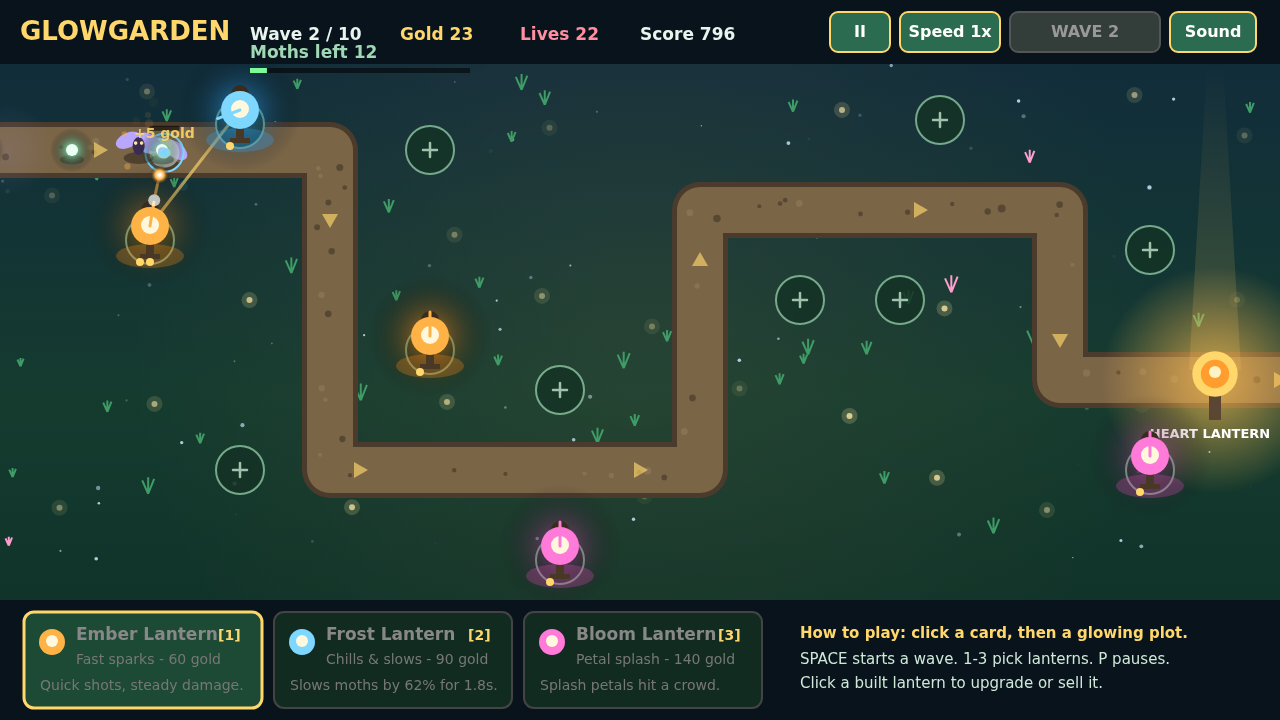 GLOWGARDEN
Wave 2 / 10
Gold 23
Lives 22
Score 796
Moths left 12
II
Speed 1x
WAVE 2
Sound
+5 gold
HEART LANTERN
Ember Lantern [1]
Fast sparks - 60 gold
Quick shots, steady damage.
Frost Lantern [2]
Chills & slows - 90 gold
Slows moths by 62% for 1.8s.
Bloom Lantern [3]
Petal splash - 140 gold
Splash petals hit a crowd.
How to play: click a card, then a glowing plot.
SPACE starts a wave. 1-3 pick lanterns. P pauses.
Click a built lantern to upgrade or sell it.